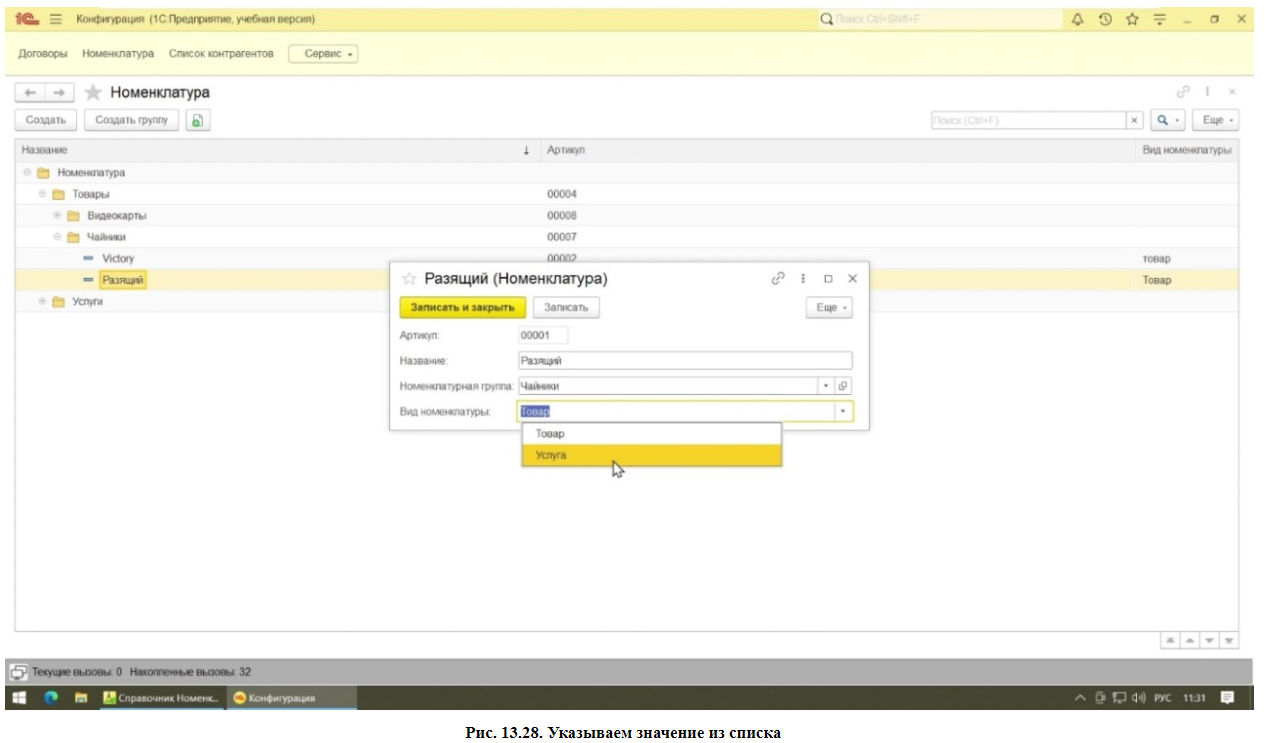 1С Конфигурация (1С:Предприятие, учебная версия) Поиск Ctrl+Shift+F
Договоры Номенклатура Список контрагентов Сервис
Номенклатура
Создать Создать группу Поиск (Ctrl+F) × Еще
Название ↓ Артикул Вид номенклатуры
Номенклатура
Товары 00004
Видеокарты 00008
Чайники 00007
Victory 00002 товар
Разящий Товар
Услуги
Разящий (Номенклатура)
Записать и закрыть Записать Еще
Артикул: 00001
Название: Разящий
Номенклатурная группа: Чайники
Вид номенклатуры: Товар
Товар
Услуга
Текущие вызовы: 0 Накопленные вызовы: 32
Справочник Номенк... Конфигурация РУС 11:31
Рис. 13.28. Указываем значение из списка